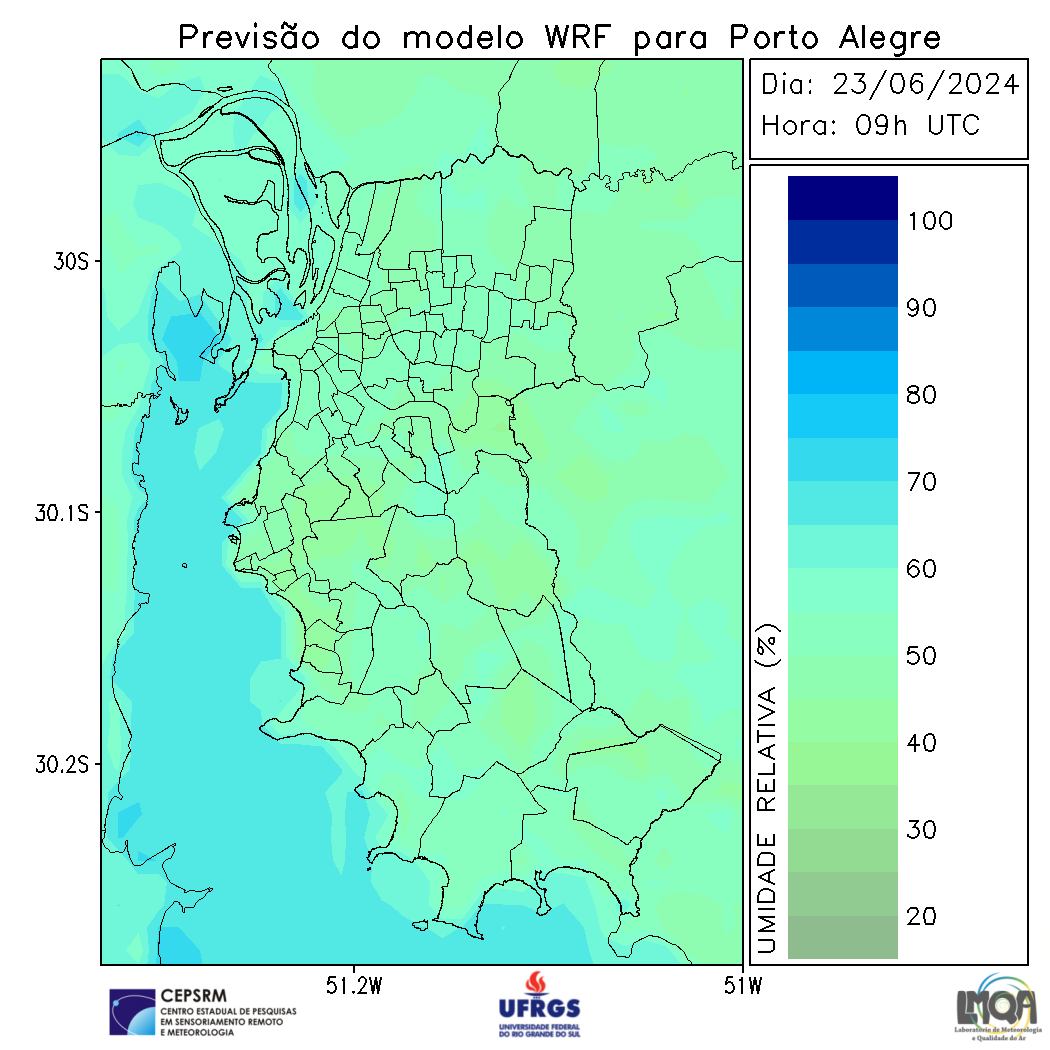 Previsão do modelo WRF para Porto Alegre
Dia: 23/06/2024
Hora: 09h UTC
30S
30.1S
30.2S
51.2W
51W
UMIDADE RELATIVA (%)
100
90
80
70
60
50
40
30
20
CEPSRM
CENTRO ESTADUAL DE PESQUISAS
EM SENSORIAMENTO REMOTO
E METEOROLOGIA
UFRGS
UNIVERSIDADE FEDERAL
DO RIO GRANDE DO SUL
LMQA
Laboratório de Meteorologia
e Qualidade do Ar